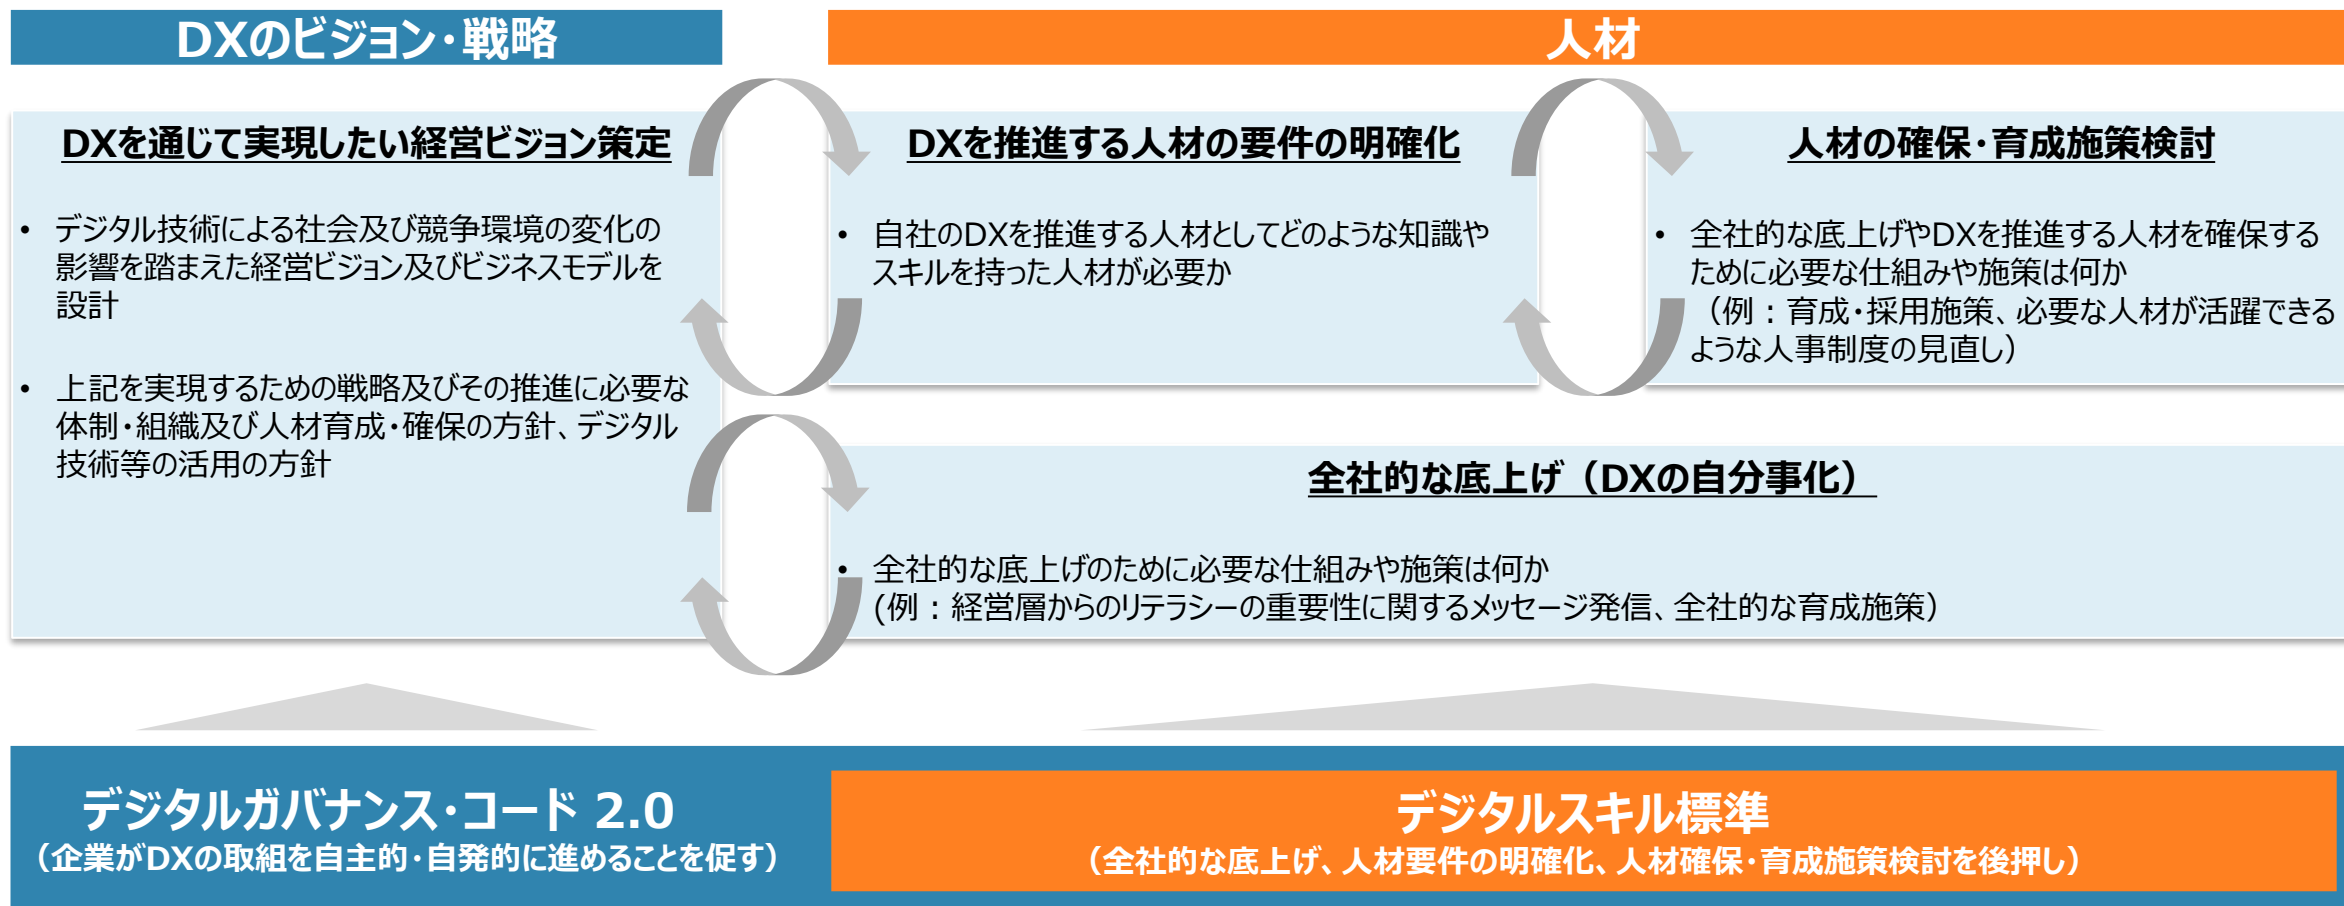 DXのビジョン・戦略
人材
DXを通じて実現したい経営ビジョン策定
• デジタル技術による社会及び競争環境の変化の
影響を踏まえた経営ビジョン及びビジネスモデルを
設計
• 上記を実現するための戦略及びその推進に必要な
体制・組織及び人材育成・確保の方針、デジタル
技術等の活用の方針
DXを推進する人材の要件の明確化
• 自社のDXを推進する人材としてどのような知識や
スキルを持った人材が必要か
人材の確保・育成施策検討
• 全社的な底上げやDXを推進する人材を確保する
ために必要な仕組みや施策は何か
（例：育成・採用施策、必要な人材が活躍できる
ような人事制度の見直し）
全社的な底上げ（DXの自分事化）
• 全社的な底上げのために必要な仕組みや施策は何か
(例：経営層からのリテラシーの重要性に関するメッセージ発信、全社的な育成施策）
デジタルガバナンス・コード 2.0
（企業がDXの取組を自主的・自発的に進めることを促す）
デジタルスキル標準
（全社的な底上げ、人材要件の明確化、人材確保・育成施策検討を後押し）